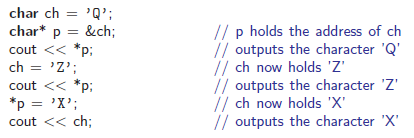 char ch = 'Q';
char* p = &ch; // p holds the address of ch
cout << *p; // outputs the character 'Q'
ch = 'Z'; // ch now holds 'Z'
cout << *p; // outputs the character 'Z'
*p = 'X'; // ch now holds 'X'
cout << ch; // outputs the character 'X'